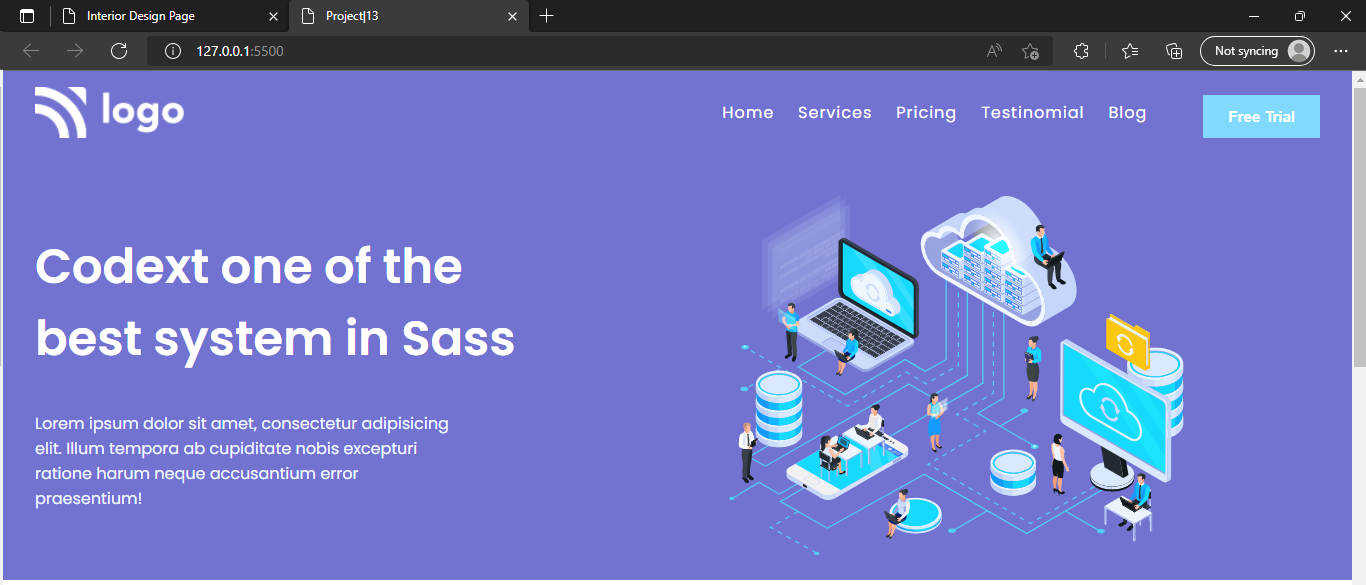 Interior Design Page
Project|13
127.0.0.1:5500
Not syncing
logo
Home Services Pricing Testinomial Blog
Free Trial
Codext one of the
best system in Sass
Lorem ipsum dolor sit amet, consectetur adipisicing
elit. Illum tempora ab cupiditate nobis excepturi
ratione harum neque accusantium error
praesentium!